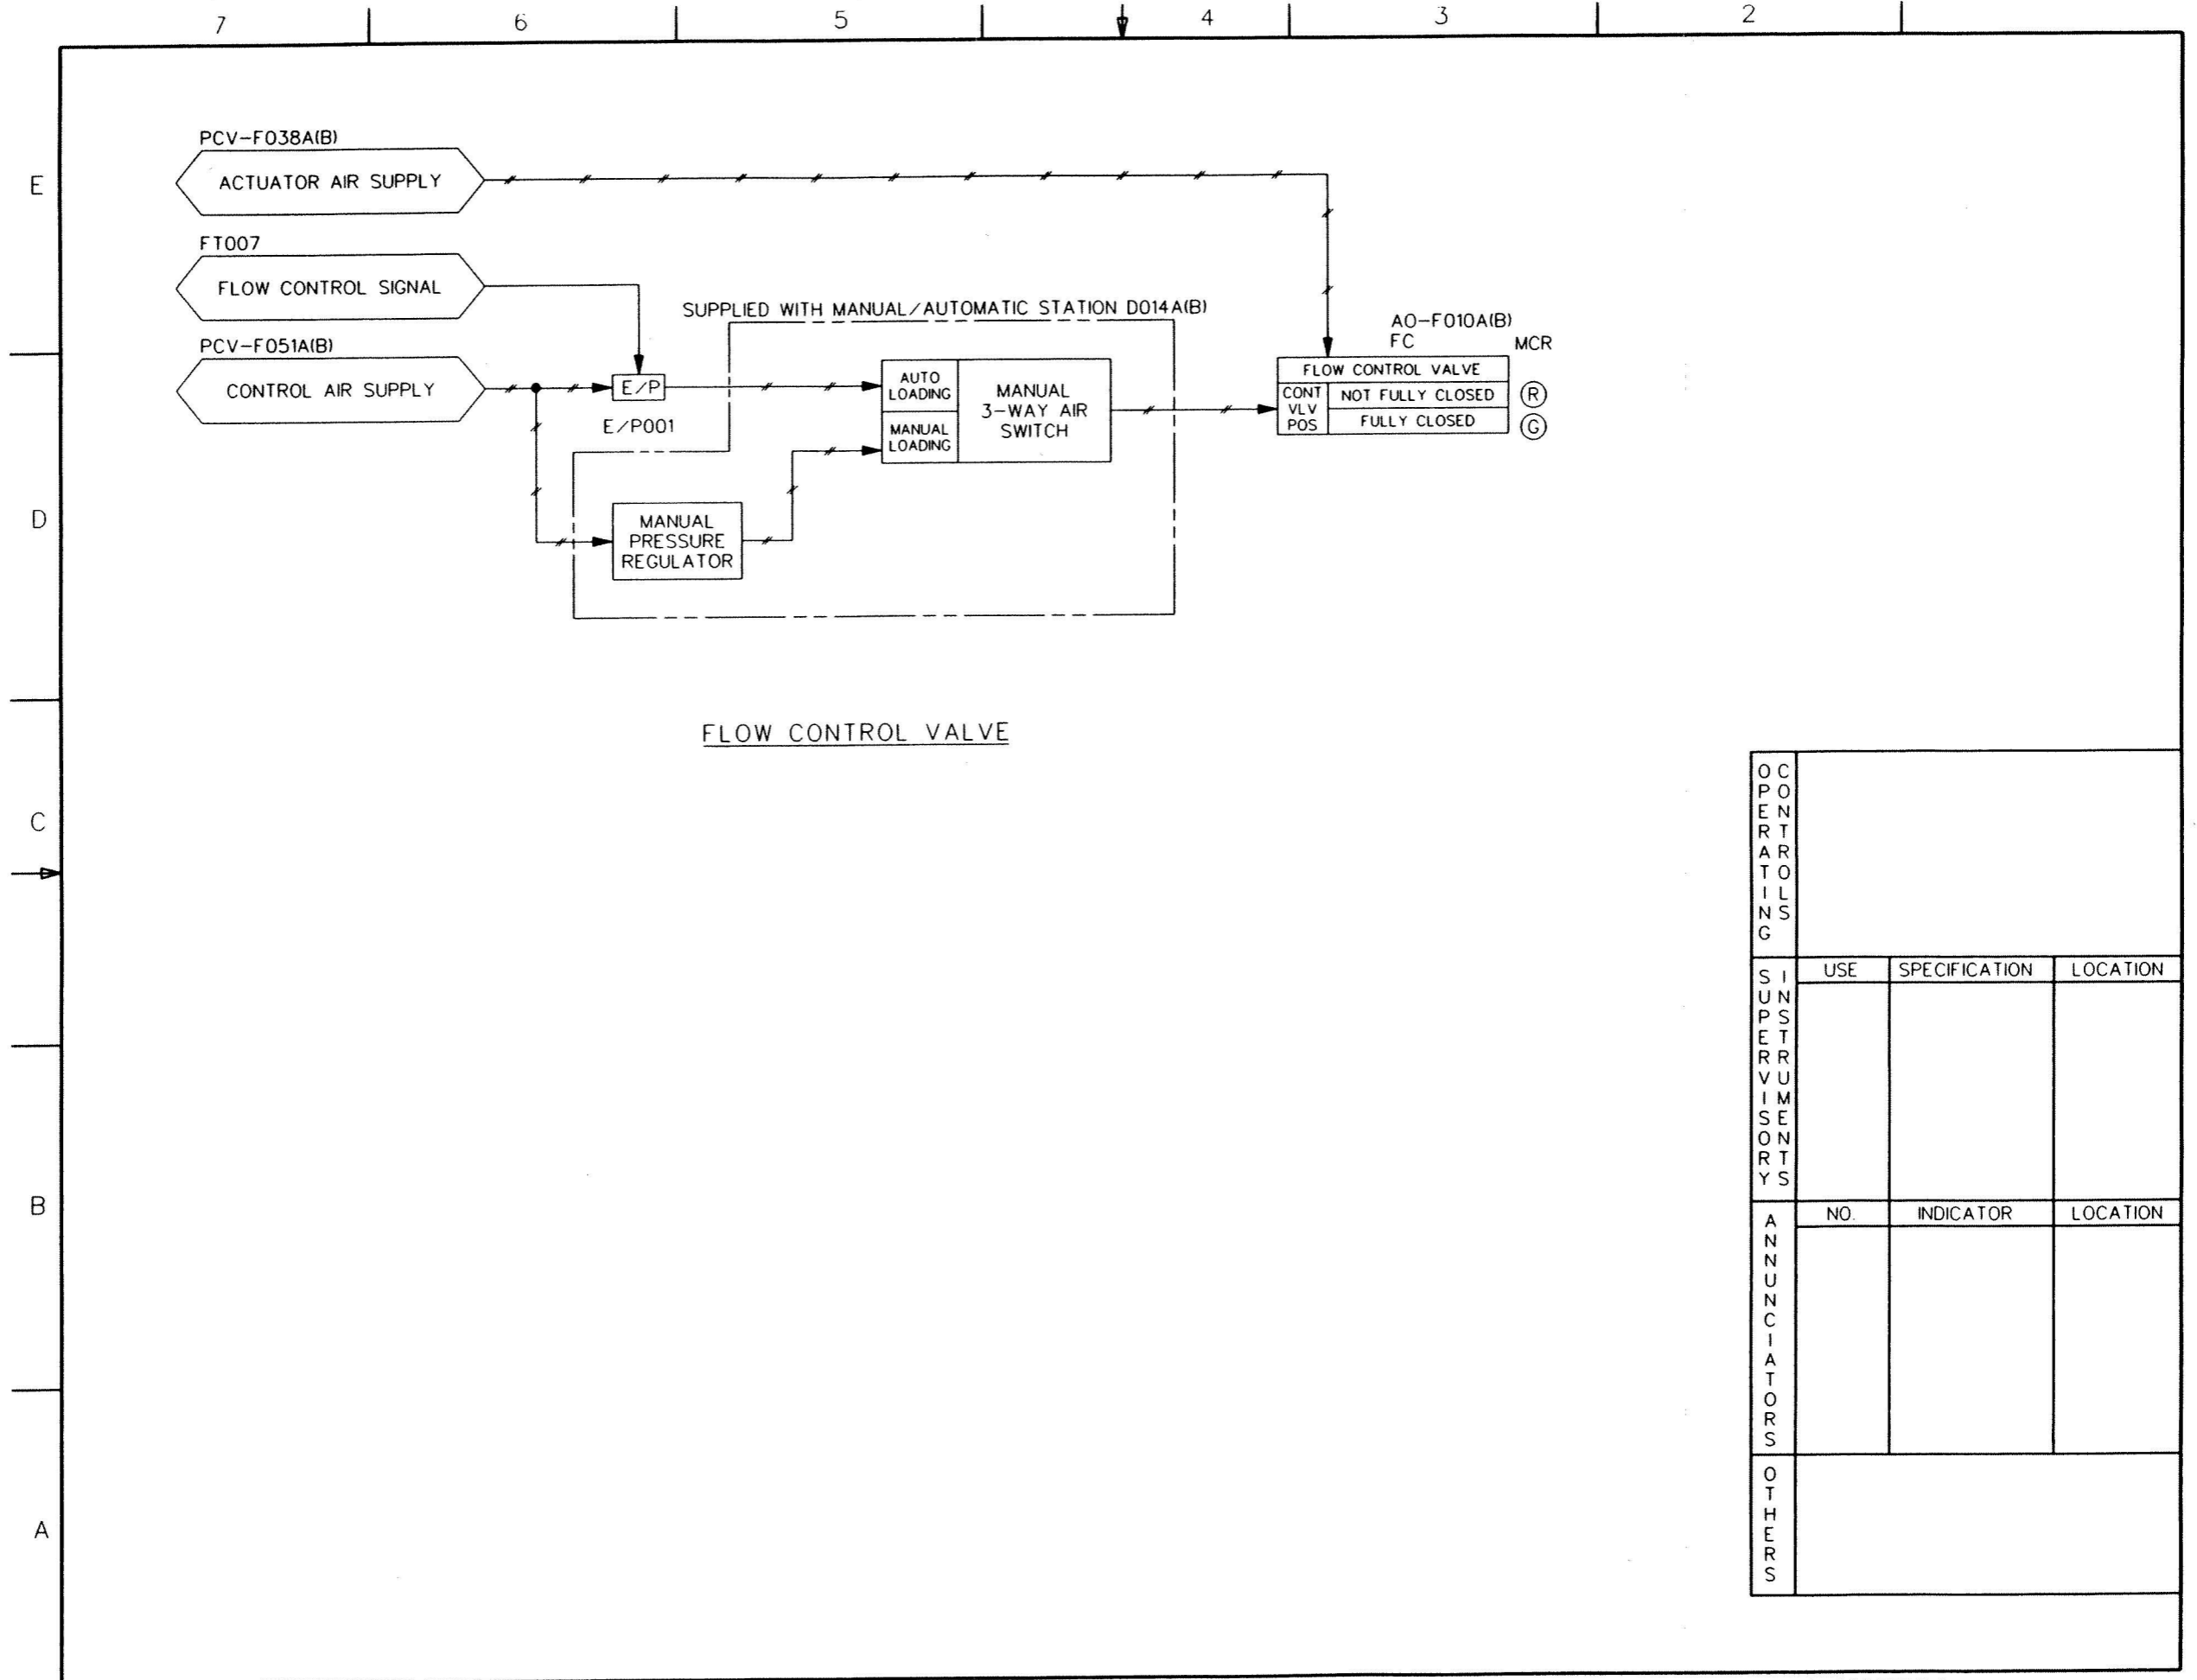 7 6 5 4 3 2
PCV-F038A(B)
ACTUATOR AIR SUPPLY
E
FT007
FLOW CONTROL SIGNAL
SUPPLIED WITH MANUAL/AUTOMATIC STATION D014A(B)
AO-F010A(B)
FC
MCR
PCV-F051A(B)
CONTROL AIR SUPPLY
E/P
E/P001
AUTO
LOADING
MANUAL
LOADING
MANUAL
3-WAY AIR
SWITCH
FLOW CONTROL VALVE
CONT
VLV
POS
NOT FULLY CLOSED
R
FULLY CLOSED
G
D
MANUAL
PRESSURE
REGULATOR
FLOW CONTROL VALVE
C
OPERATING
CONTROLS
SUPERVISORY
INSTRUMENTS
USE SPECIFICATION LOCATION
B
ANNUNCIATORS
NO. INDICATOR LOCATION
A
OTHERS